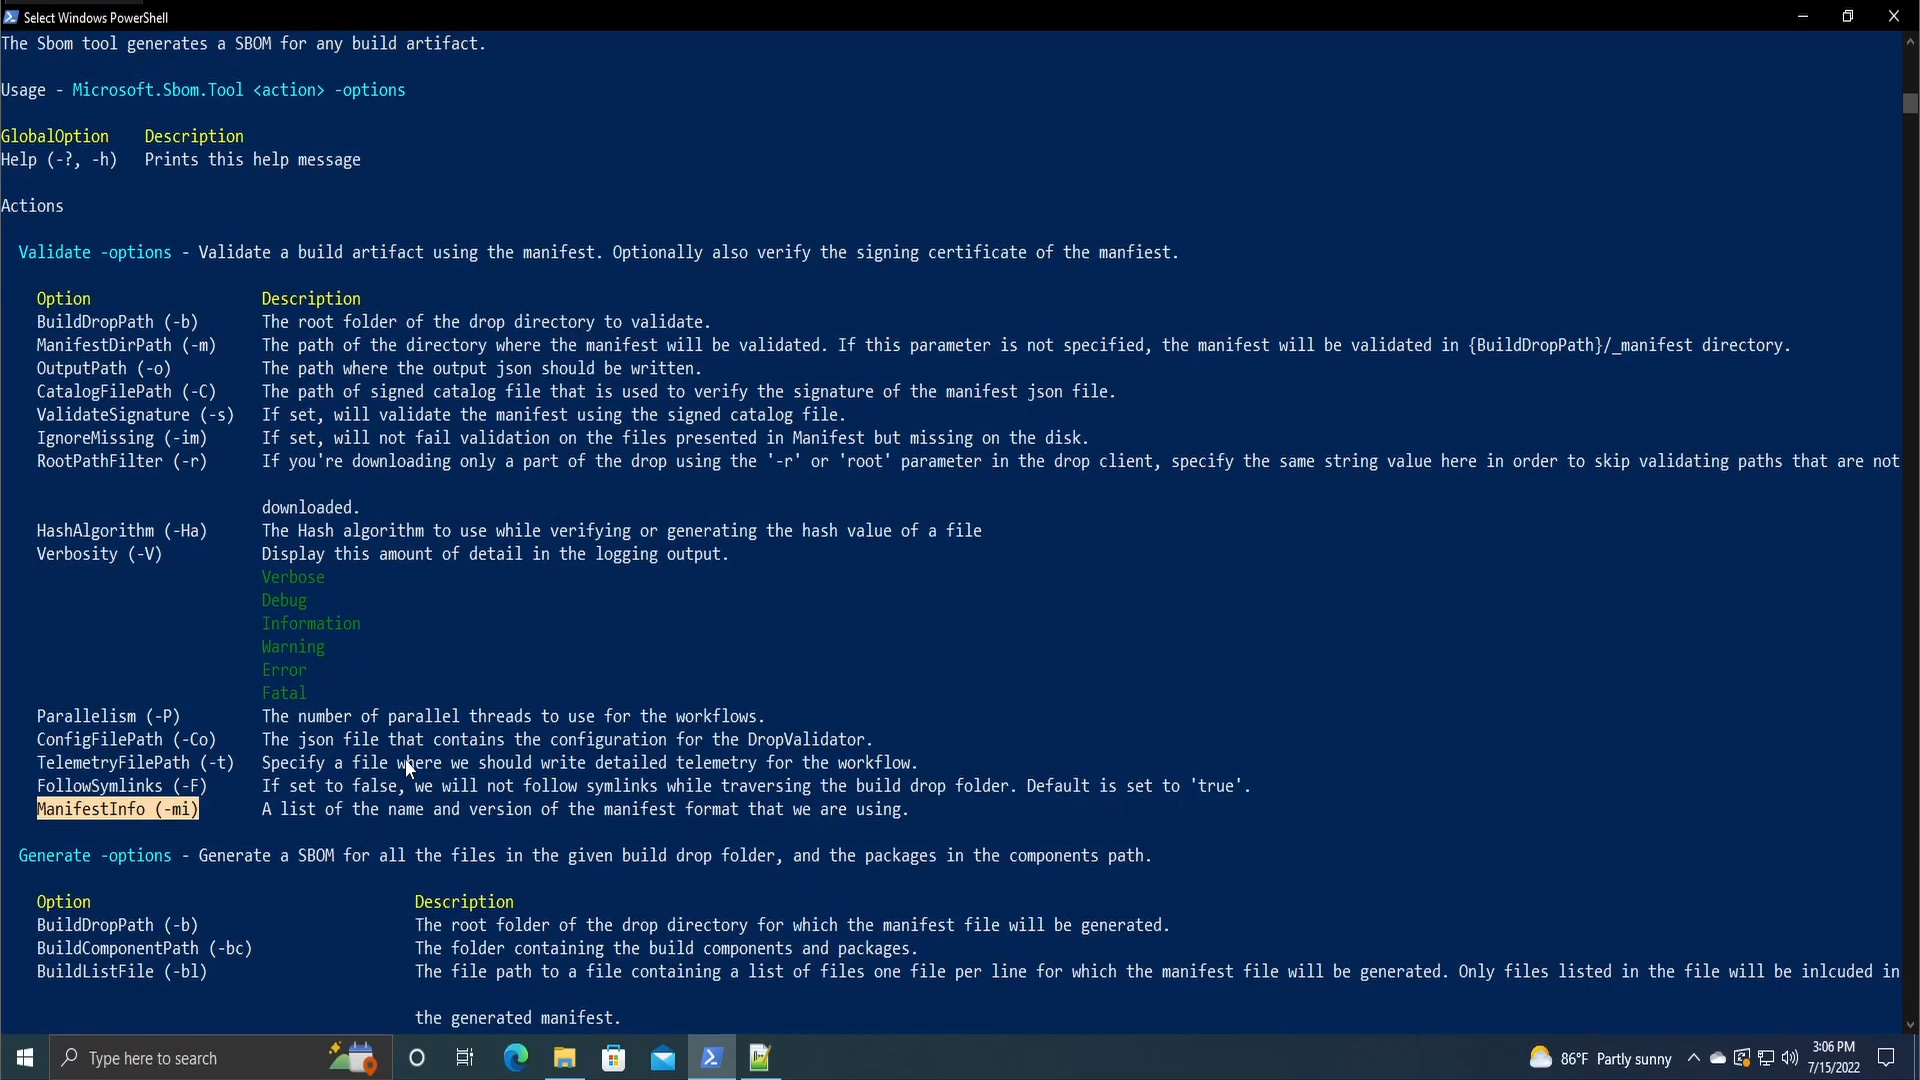 Select Windows PowerShell
The Sbom tool generates a SBOM for any build artifact.
Usage - Microsoft.Sbom.Tool <action> -options
GlobalOption Description
Help (-?, -h) Prints this help message
Actions
Validate -options - Validate a build artifact using the manifest. Optionally also verify the signing certificate of the manfiest.
Option Description
BuildDropPath (-b) The root folder of the drop directory to validate.
ManifestDirPath (-m) The path of the directory where the manifest will be validated. If this parameter is not specified, the manifest will be validated in {BuildDropPath}/_manifest directory.
OutputPath (-o) The path where the output json should be written.
CatalogFilePath (-C) The path of signed catalog file that is used to verify the signature of the manifest json file.
ValidateSignature (-s) If set, will validate the manifest using the signed catalog file.
IgnoreMissing (-im) If set, will not fail validation on the files presented in Manifest but missing on the disk.
RootPathFilter (-r) If you're downloading only a part of the drop using the '-r' or 'root' parameter in the drop client, specify the same string value here in order to skip validating paths that are not
downloaded.
HashAlgorithm (-Ha) The Hash algorithm to use while verifying or generating the hash value of a file
Verbosity (-V) Display this amount of detail in the logging output.
Verbose
Debug
Information
Warning
Error
Fatal
Parallelism (-P) The number of parallel threads to use for the workflows.
ConfigFilePath (-Co) The json file that contains the configuration for the DropValidator.
TelemetryFilePath (-t) Specify a file where we should write detailed telemetry for the workflow.
FollowSymlinks (-F) If set to false, we will not follow symlinks while traversing the build drop folder. Default is set to 'true'.
ManifestInfo (-mi) A list of the name and version of the manifest format that we are using.
Generate -options - Generate a SBOM for all the files in the given build drop folder, and the packages in the components path.
Option Description
BuildDropPath (-b) The root folder of the drop directory for which the manifest file will be generated.
BuildComponentPath (-bc) The folder containing the build components and packages.
BuildListFile (-bl) The file path to a file containing a list of files one file per line for which the manifest file will be generated. Only files listed in the file will be inlcuded in
the generated manifest.
Type here to search
86°F Partly sunny
3:06 PM
7/15/2022